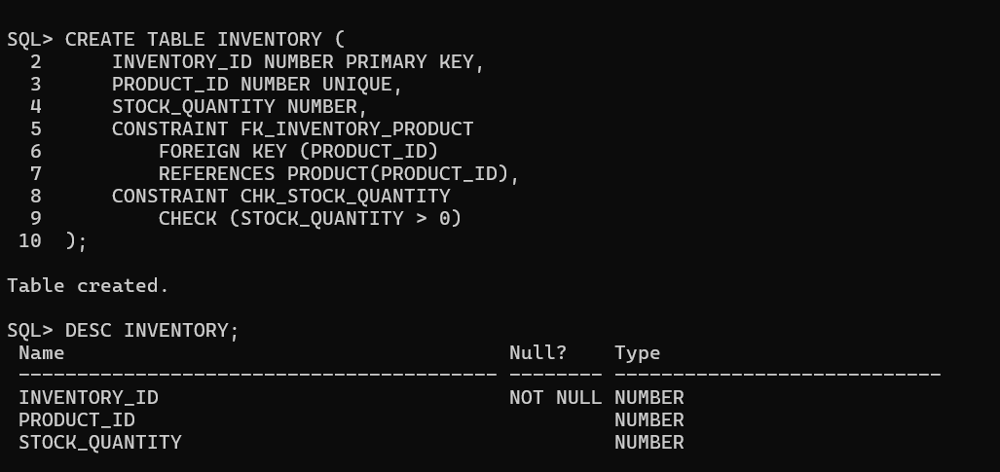 SQL> CREATE TABLE INVENTORY (
  2      INVENTORY_ID NUMBER PRIMARY KEY,
  3      PRODUCT_ID NUMBER UNIQUE,
  4      STOCK_QUANTITY NUMBER,
  5      CONSTRAINT FK_INVENTORY_PRODUCT
  6          FOREIGN KEY (PRODUCT_ID)
  7          REFERENCES PRODUCT(PRODUCT_ID),
  8      CONSTRAINT CHK_STOCK_QUANTITY
  9          CHECK (STOCK_QUANTITY > 0)
 10  );
Table created.
SQL> DESC INVENTORY;
 Name                                      Null?    Type
 ----------------------------------------- -------- ----------------------------
 INVENTORY_ID                              NOT NULL NUMBER
 PRODUCT_ID                                         NUMBER
 STOCK_QUANTITY                                     NUMBER